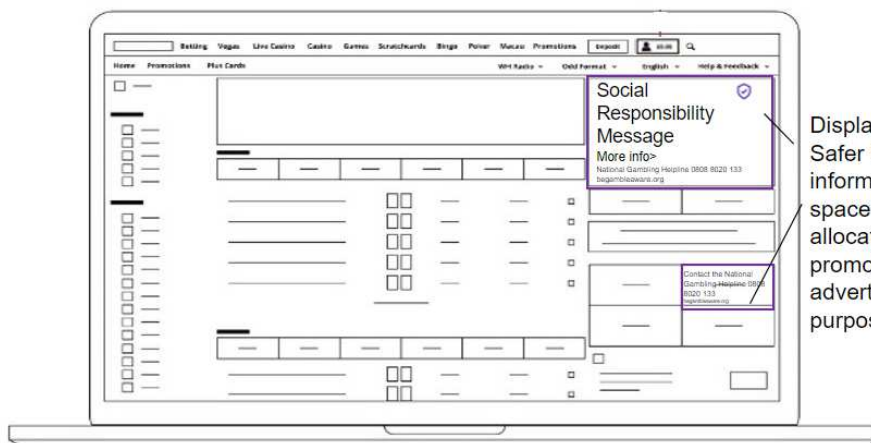 Betting Vegas Live Casino Casino Games Scratchcards Bingo Poker Macau Promotions Deposit
Home Promotions Plus Cards WH Radio Odd Format English Help & Feedback
Social
Responsibility
Message
More info>
National Gambling Helpline 0808 8020 133
begambleaware.org
Displa
Safer
inform
space
allocat
promo
advert
purpos
Contact the National
Gambling Helpline 0808
8020 133
begambleaware.org